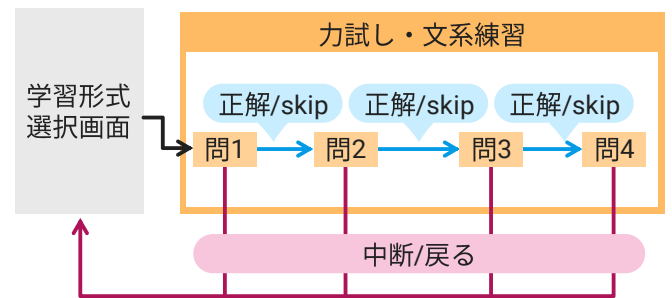 学習形式
選択画面
力試し・文系練習
正解/skip
正解/skip
正解/skip
問1
問2
問3
問4
中断/戻る